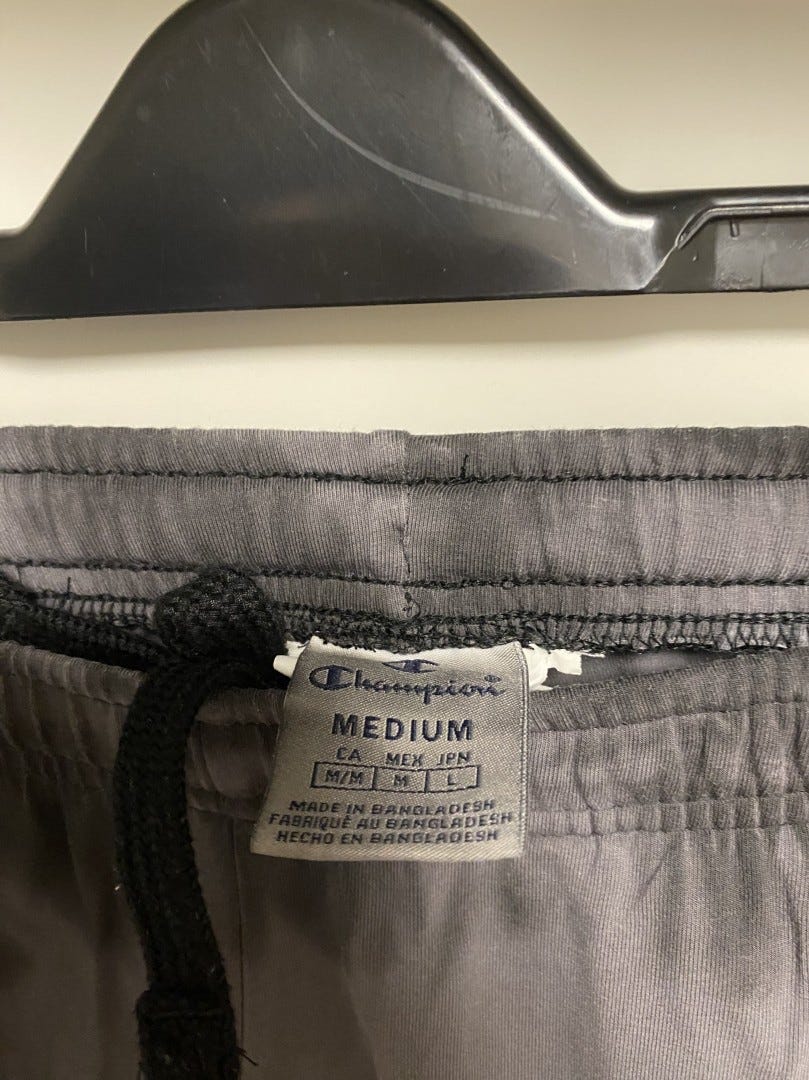 Champion
MEDIUM
CA MEX JPN
M/M M L
MADE IN BANGLADESH
FABRIQUÉ AU BANGLADESH
HECHO EN BANGLADESH